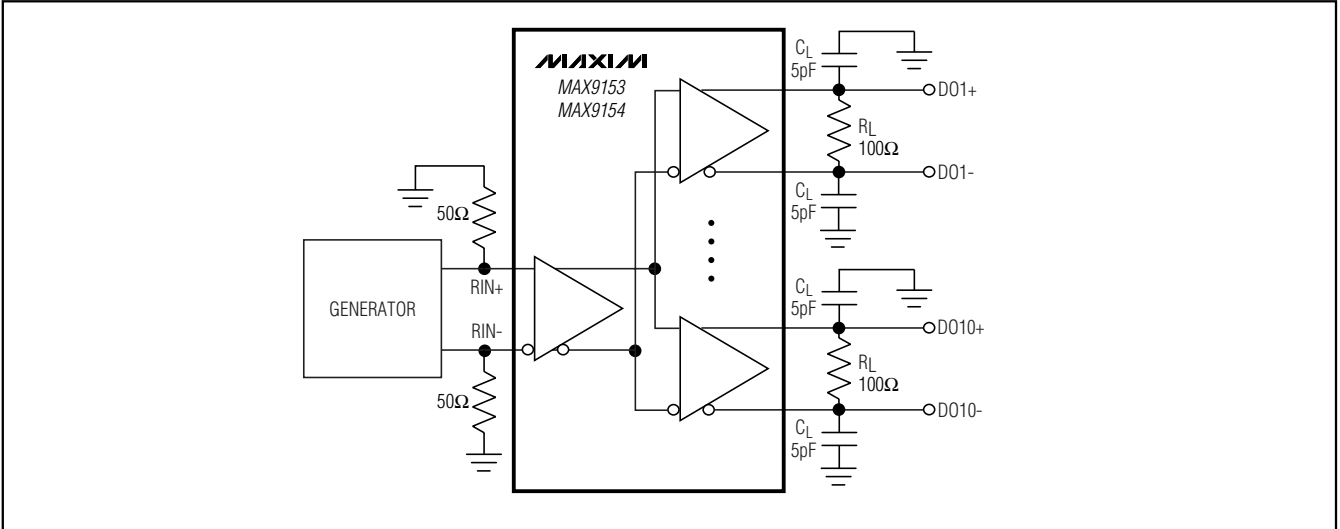 MAXIM
MAX9153
MAX9154
CL
5pF
DO1+
RL
100Ω
DO1-
CL
5pF
50Ω
GENERATOR
RIN+
RIN-
50Ω
CL
5pF
DO10+
RL
100Ω
DO10-
CL
5pF